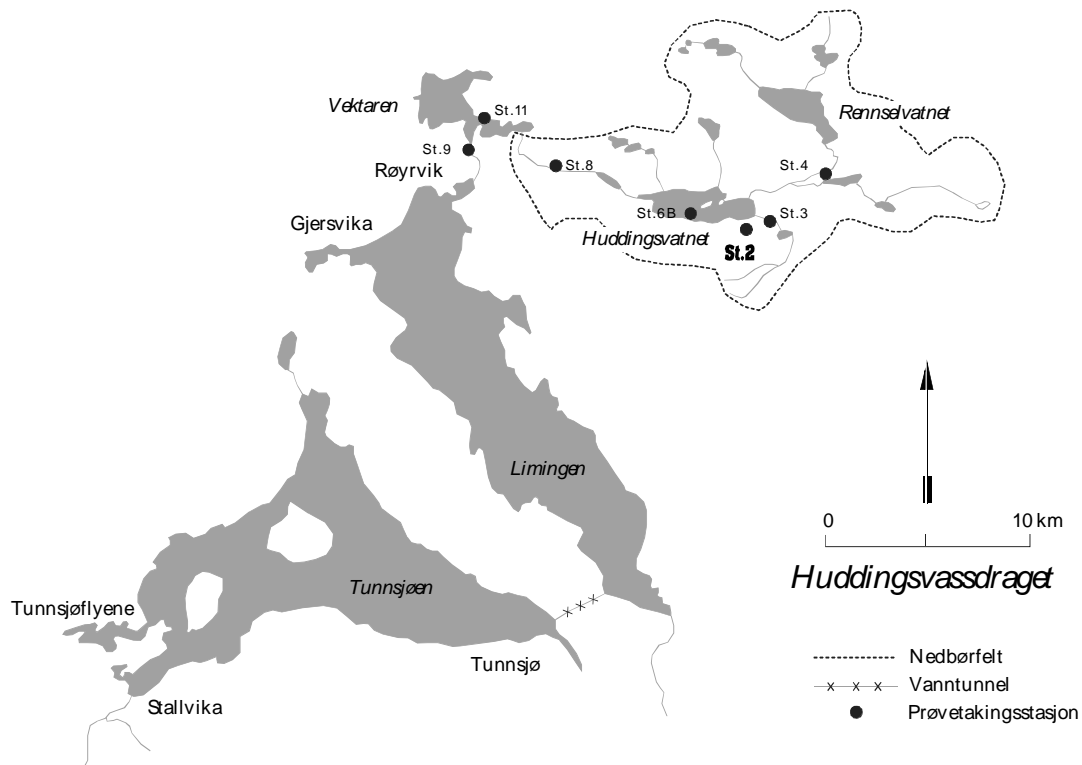 Vektaren
St.11
Rennselvatnet
St.9
Røyrvik
St.8
St.4
Gjersvika
St.6B
St.3
Huddingsvatnet
St.2
Limingen
0 10 km
Huddingsvassdraget
Tunnsjøen
Tunnsjøflyene
Tunnsjø
Stallvika
Nedbørfelt
Vanntunnel
Prøvetakingsstasjon